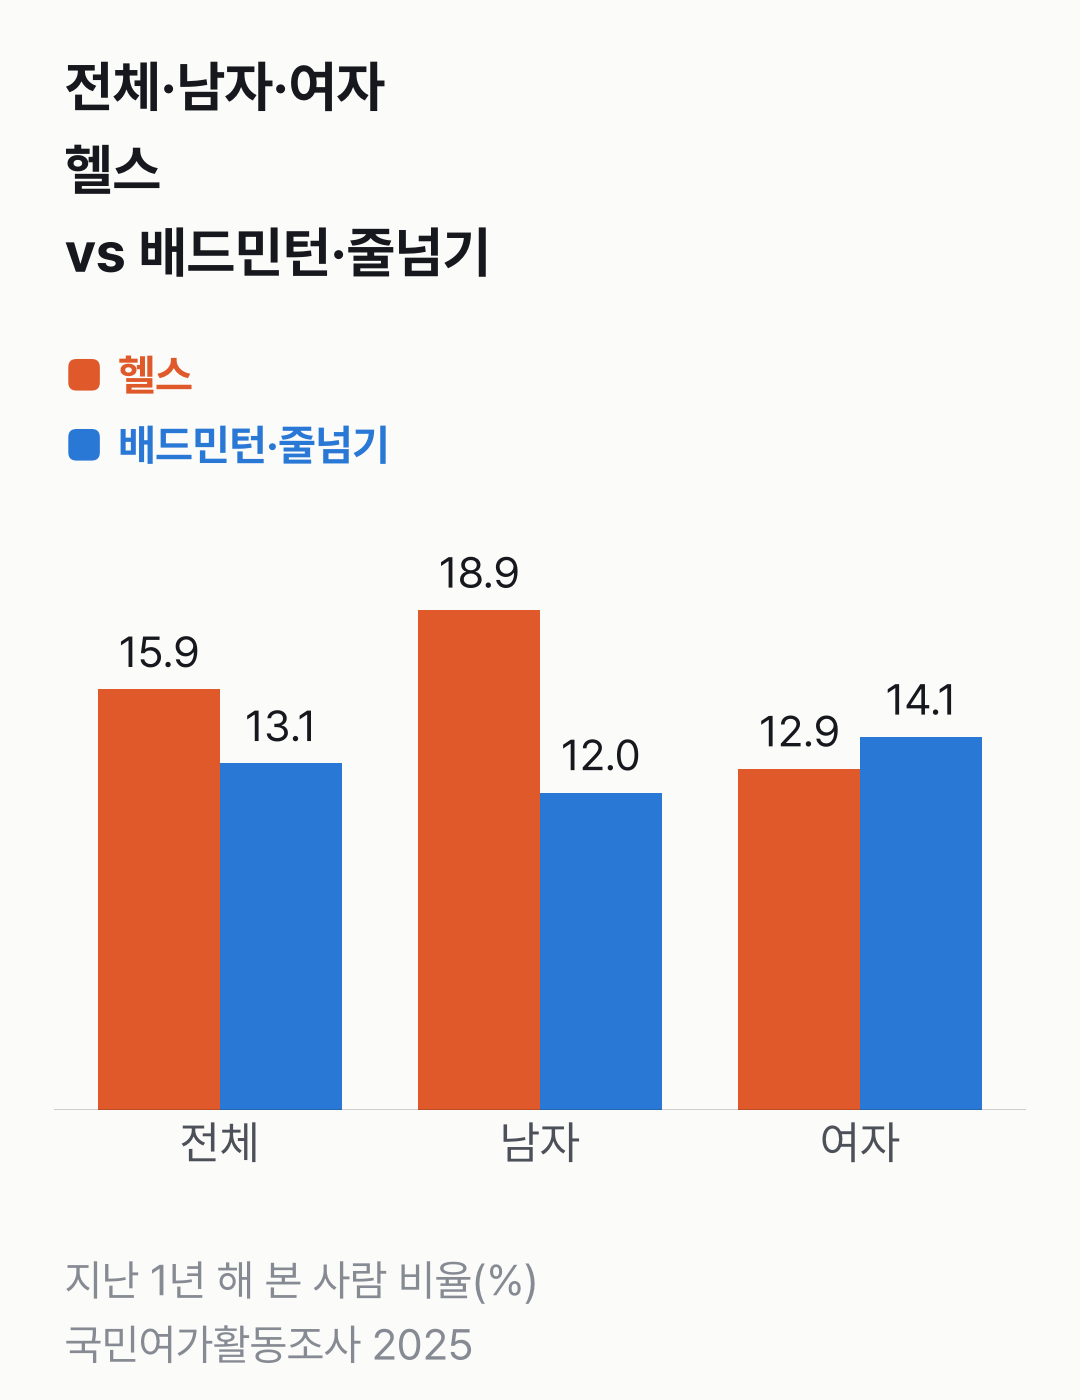 전체·남자·여자
헬스
vs 배드민턴·줄넘기
헬스
배드민턴·줄넘기
18.9
15.9
14.1
13.1
12.9
12.0
전체 남자 여자
지난 1년 해 본 사람 비율(%)
국민여가활동조사 2025